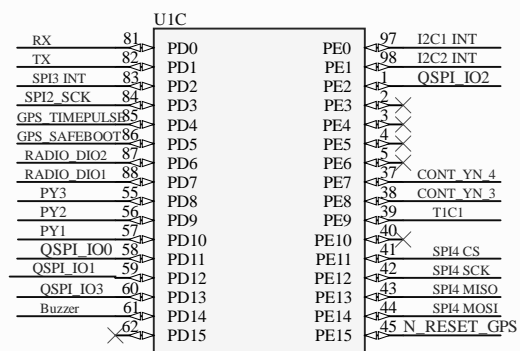 U1C
RX 81 PD0 PE0 97 I2C1 INT
TX 82 PD1 PE1 98 I2C2 INT
SPI3 INT 83 PD2 PE2 1 QSPI_IO2
SPI2_SCK 84 PD3 PE3 2
GPS_TIMEPULSE 85 PD4 PE4 3
GPS_SAFEBOOT 86 PD5 PE5 4
RADIO_DIO2 87 PD6 PE6 5
RADIO_DIO1 88 PD7 PE7 37 CONT_YN_4
PY3 55 PD8 PE8 38 CONT_YN_3
PY2 56 PD9 PE9 39 T1C1
PY1 57 PD10 PE10 40
QSPI_IO0 58 PD11 PE11 41 SPI4 CS
QSPI_IO1 59 PD12 PE12 42 SPI4 SCK
QSPI_IO3 60 PD13 PE13 43 SPI4 MISO
Buzzer 61 PD14 PE14 44 SPI4 MOSI
62 PD15 PE15 45 N_RESET_GPS